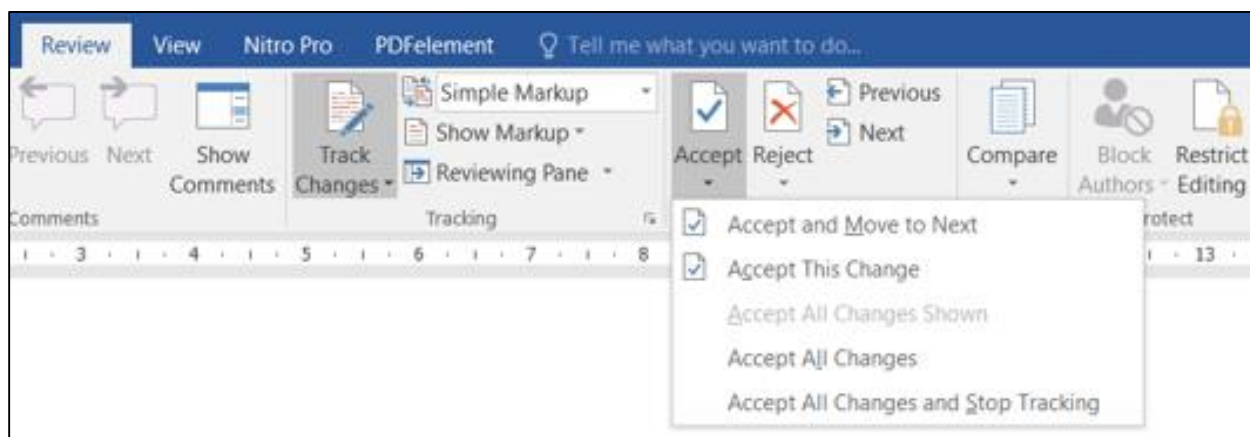 Review View Nitro Pro PDFelement Tell me what you want to do...
Simple Markup
Show Markup
Reviewing Pane
Previous Next Show Comments
Track Changes
Accept Reject
Previous
Next
Compare
Block Authors
Restrict Editing
Comments Tracking rotect
3 4 5 6 7 8 13
Accept and Move to Next
Accept This Change
Accept All Changes Shown
Accept All Changes
Accept All Changes and Stop Tracking